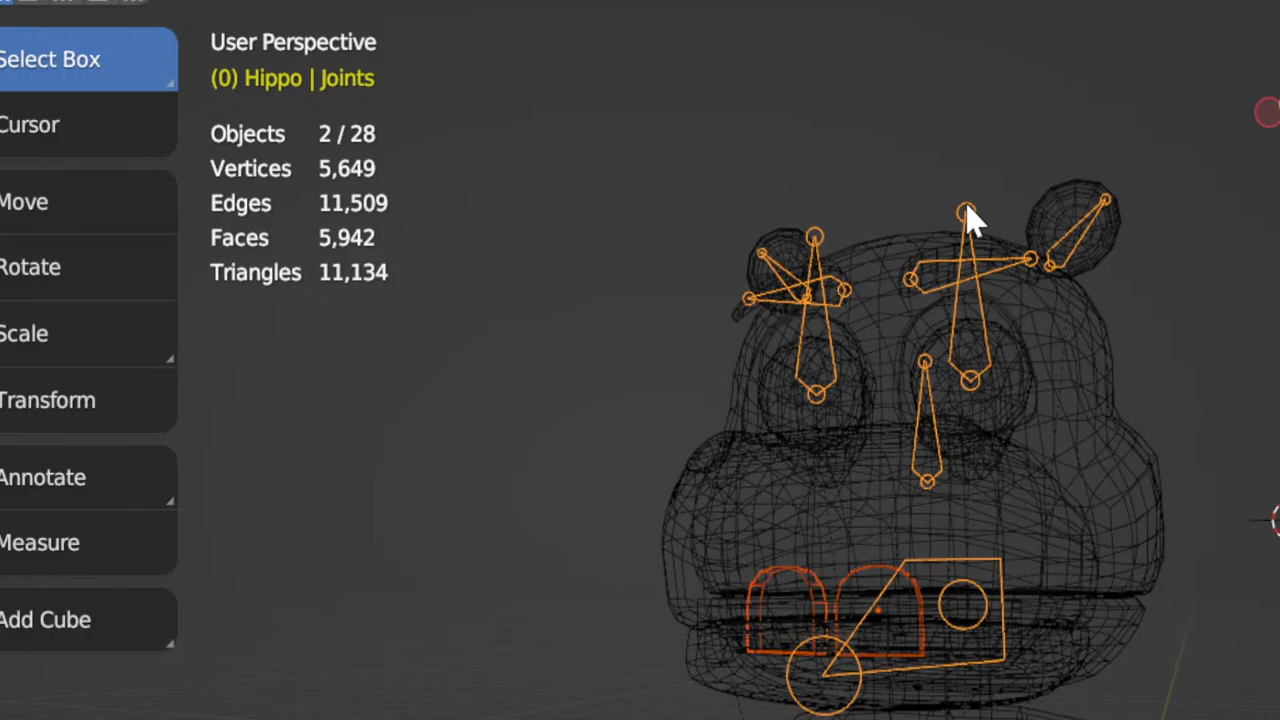 Select Box
Cursor
Move
Rotate
Scale
Transform
Annotate
Measure
Add Cube
User Perspective
(0) Hippo | Joints
Objects 2 / 28
Vertices 5,649
Edges 11,509
Faces 5,942
Triangles 11,134